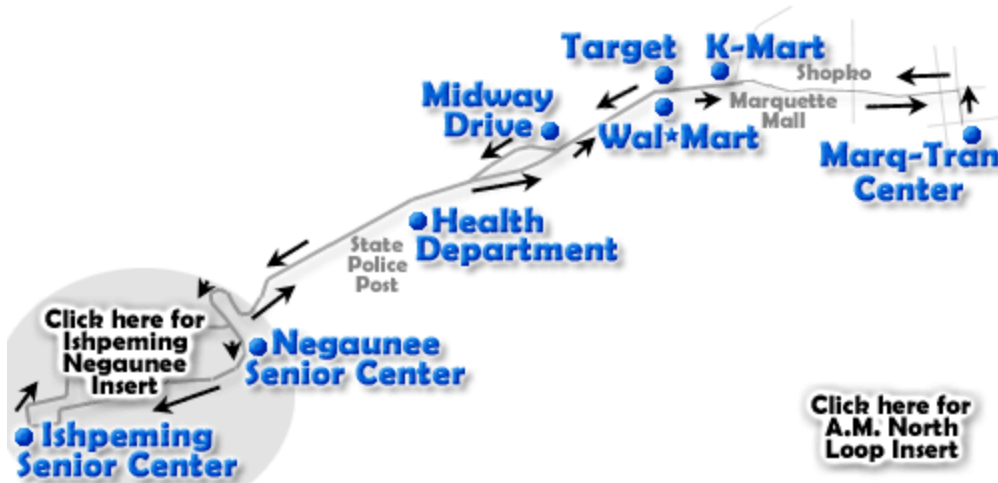 Target
K-Mart
Shopko
Midway
Drive
Marquette
Mall
Wal★Mart
Marq-Tran
Center
Health
Department
State
Police
Post
Click here for
Ishpeming
Negaunee
Insert
Negaunee
Senior Center
Click here for
A.M. North
Loop Insert
Ishpeming
Senior Center